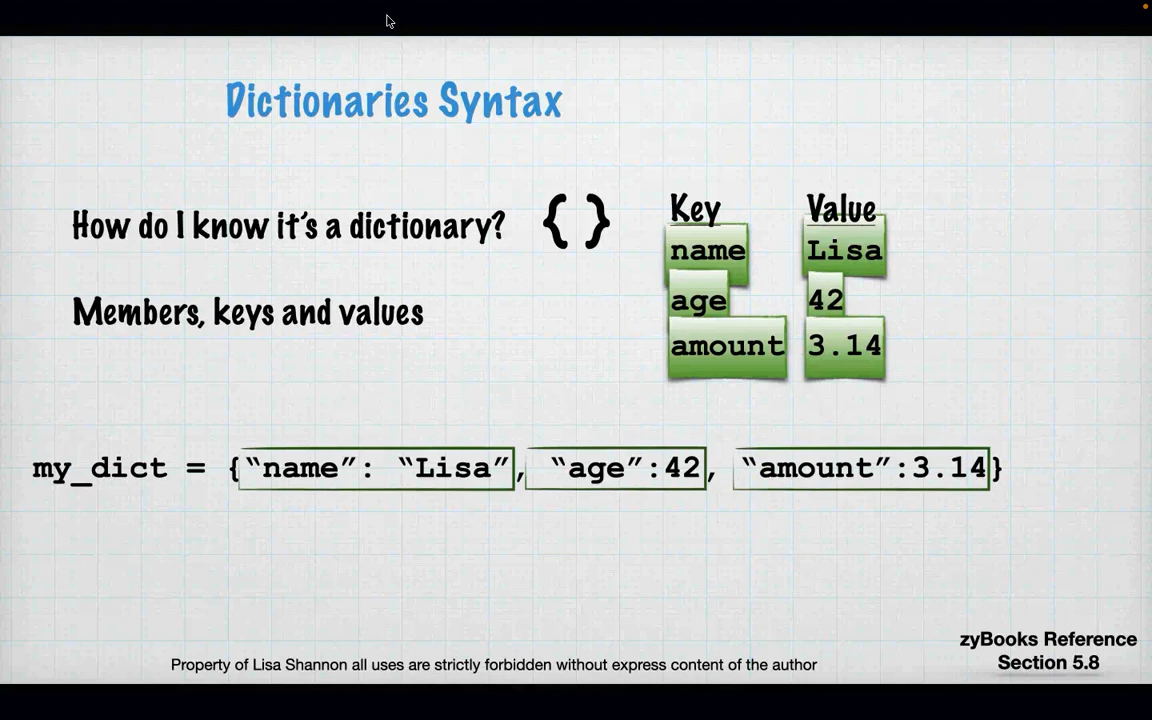 Dictionaries Syntax
How do I know it’s a dictionary? { }
Members, keys and values
Key Value
name Lisa
age 42
amount 3.14
my_dict = {“name”: “Lisa”, “age”:42, “amount”:3.14}
zyBooks Reference
Section 5.8
Property of Lisa Shannon all uses are strictly forbidden without express content of the author